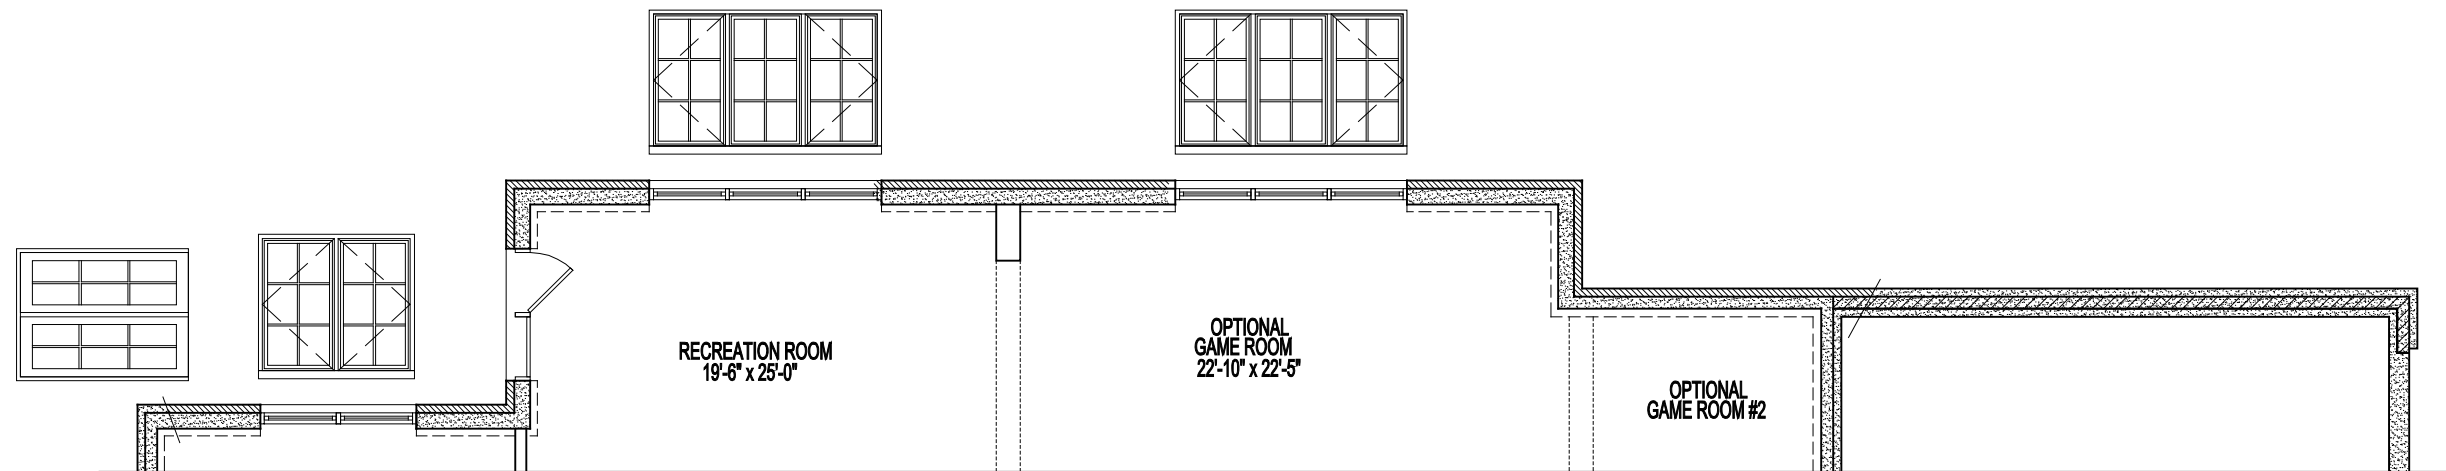 RECREATION ROOM
19'-6" x 25'-0"
OPTIONAL
GAME ROOM
22'-10" x 22'-5"
OPTIONAL
GAME ROOM #2